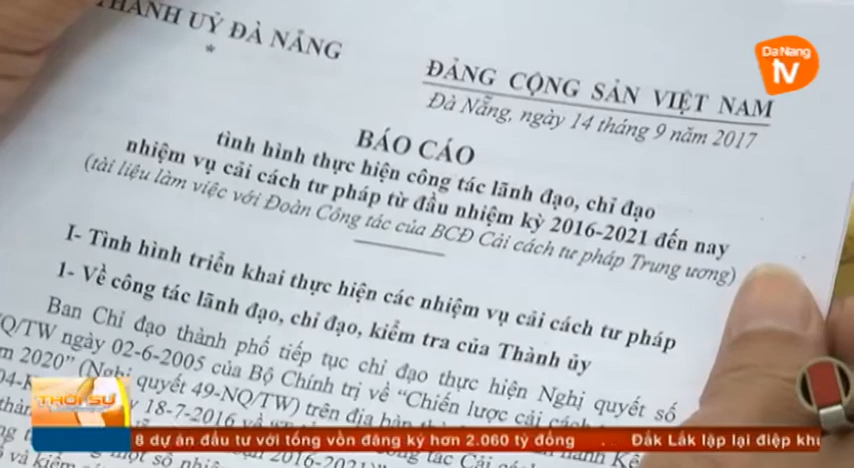 THÀNH UỶ ĐÀ NẴNG
*
ĐẢNG CỘNG SẢN VIỆT NAM
Đà Nẵng, ngày 14 tháng 9 năm 2017
BÁO CÁO
tình hình thực hiện công tác lãnh đạo, chỉ đạo
nhiệm vụ cải cách tư pháp từ đầu nhiệm kỳ 2016-2021 đến nay
(tài liệu làm việc với Đoàn Công tác của BCĐ Cải cách tư pháp Trung ương)
I- Tình hình triển khai thực hiện các nhiệm vụ cải cách tư pháp
1- Về công tác lãnh đạo, chỉ đạo, kiểm tra của Thành ủy
Ban Chỉ đạo thành phố tiếp tục chỉ đạo thực hiện Nghị quyết số
Q/TW ngày 02-6-2005 của Bộ Chính trị về “Chiến lược cải cách
m 2020” (Nghị quyết 49-NQ/TW) trên địa bàn
18-7-2016 về
Da Nang TV
THỜI SỰ
8 dự án đầu tư với tổng vốn đăng ký hơn 2.060 tỷ đồng . Đắk Lắk lập lại điệp